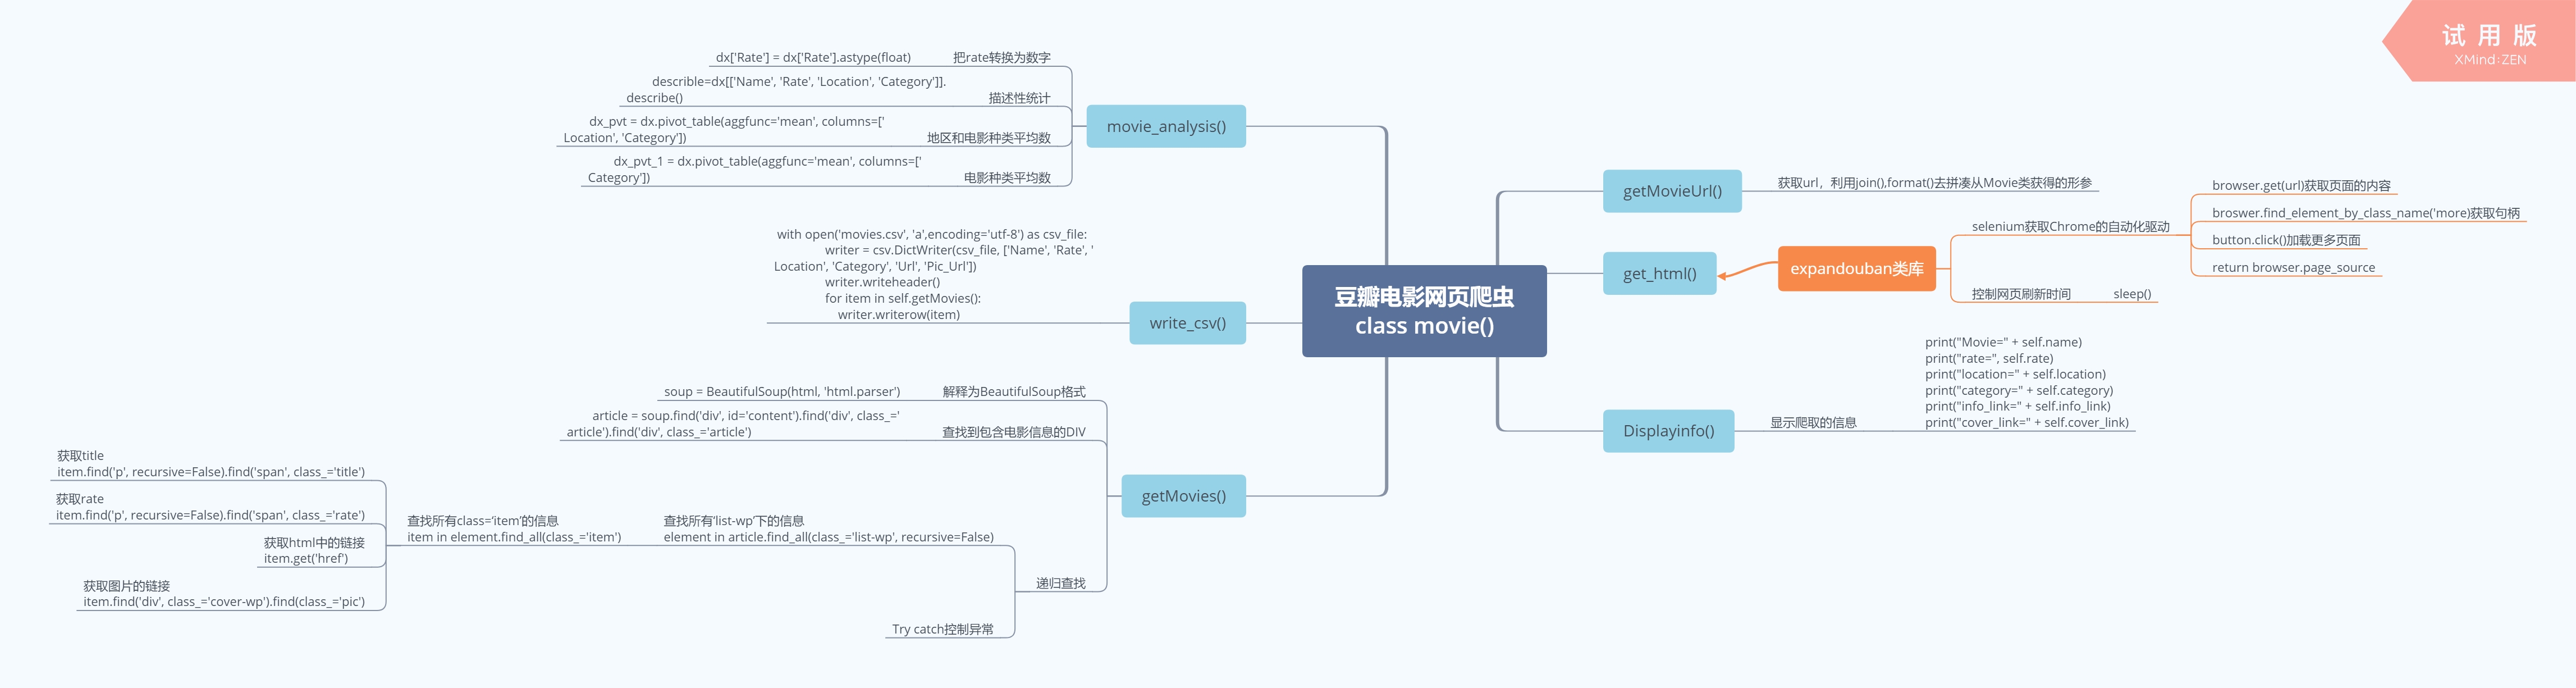 试用版
XMind:ZEN
豆瓣电影网页爬虫
class movie()
getMovieUrl()
获取url，利用join(),format()去拼凑从Movie类获得的形参
get_html()
expandouban类库
selenium获取Chrome的自动化驱动
browser.get(url)获取页面的内容
broswer.find_element_by_class_name('more)获取句柄
button.click()加载更多页面
return browser.page_source
控制网页刷新时间
sleep()
Displayinfo()
显示爬取的信息
print("Movie=" + self.name)
print("rate=", self.rate)
print("location=" + self.location)
print("category=" + self.category)
print("info_link=" + self.info_link)
print("cover_link=" + self.cover_link)
movie_analysis()
把rate转换为数字
dx['Rate'] = dx['Rate'].astype(float)
描述性统计
describle=dx[['Name', 'Rate', 'Location', 'Category']].
describe()
地区和电影种类平均数
dx_pvt = dx.pivot_table(aggfunc='mean', columns=['
Location', 'Category'])
电影种类平均数
dx_pvt_1 = dx.pivot_table(aggfunc='mean', columns=['
Category'])
write_csv()
with open('movies.csv', 'a',encoding='utf-8') as csv_file:
writer = csv.DictWriter(csv_file, ['Name', 'Rate', '
Location', 'Category', 'Url', 'Pic_Url'])
writer.writeheader()
for item in self.getMovies():
writer.writerow(item)
getMovies()
解释为BeautifulSoup格式
soup = BeautifulSoup(html, 'html.parser')
查找到包含电影信息的DIV
article = soup.find('div', id='content').find('div', class_='
article').find('div', class_='article')
递归查找
查找所有‘list-wp’下的信息
element in article.find_all(class_='list-wp', recursive=False)
查找所有class=‘item’的信息
item in element.find_all(class_='item')
获取title
item.find('p', recursive=False).find('span', class_='title')
获取rate
item.find('p', recursive=False).find('span', class_='rate')
获取html中的链接
item.get('href')
获取图片的链接
item.find('div', class_='cover-wp').find(class_='pic')
Try catch控制异常